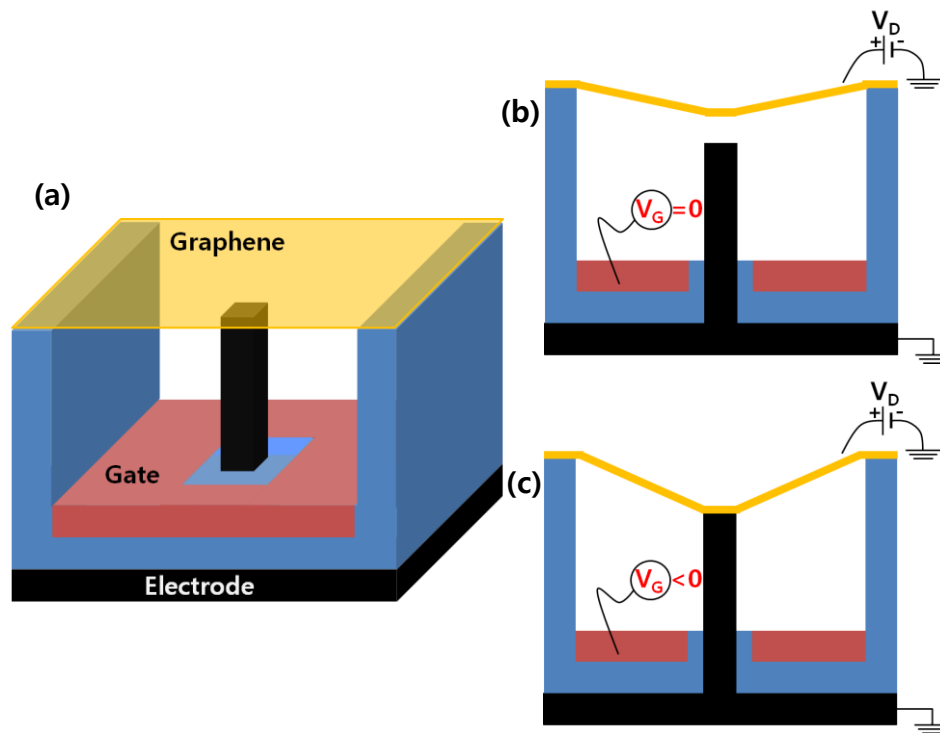 (a)
Graphene
Gate
Electrode
(b)
V_D
+ -
V_G=0
(c)
V_D
+ -
V_G<0